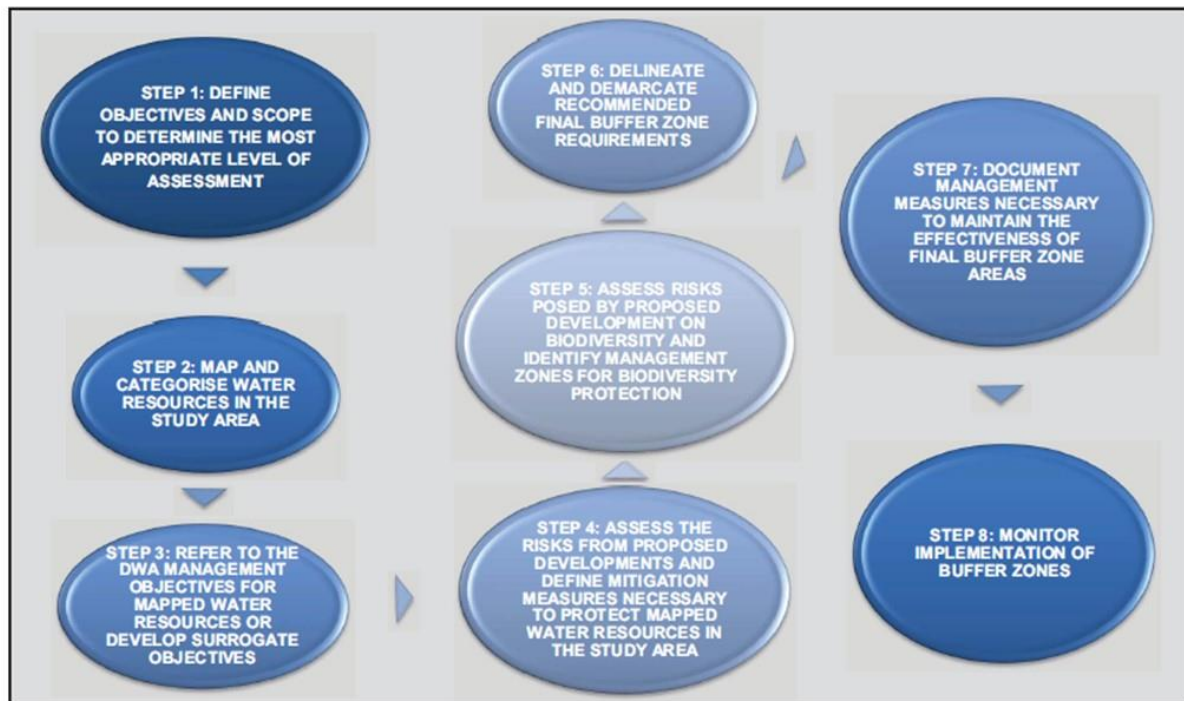 STEP 1: DEFINE
OBJECTIVES AND SCOPE
TO DETERMINE THE MOST
APPROPRIATE LEVEL OF
ASSESSMENT
STEP 2: MAP AND
CATEGORISE WATER
RESOURCES IN THE
STUDY AREA
STEP 3: REFER TO THE
DWA MANAGEMENT
OBJECTIVES FOR
MAPPED WATER
RESOURCES OR
DEVELOP SURROGATE
OBJECTIVES
STEP 4: ASSESS THE
RISKS FROM PROPOSED
DEVELOPMENTS AND
DEFINE MITIGATION
MEASURES NECESSARY
TO PROTECT MAPPED
WATER RESOURCES IN
THE STUDY AREA
STEP 5: ASSESS RISKS
POSED BY PROPOSED
DEVELOPMENT ON
BIODIVERSITY AND
IDENTIFY MANAGEMENT
ZONES FOR BIODIVERSITY
PROTECTION
STEP 6: DELINEATE
AND DEMARCATE
RECOMMENDED
FINAL BUFFER ZONE
REQUIREMENTS
STEP 7: DOCUMENT
MANAGEMENT
MEASURES NECESSARY
TO MAINTAIN THE
EFFECTIVENESS OF
FINAL BUFFER ZONE
AREAS
STEP 8: MONITOR
IMPLEMENTATION OF
BUFFER ZONES